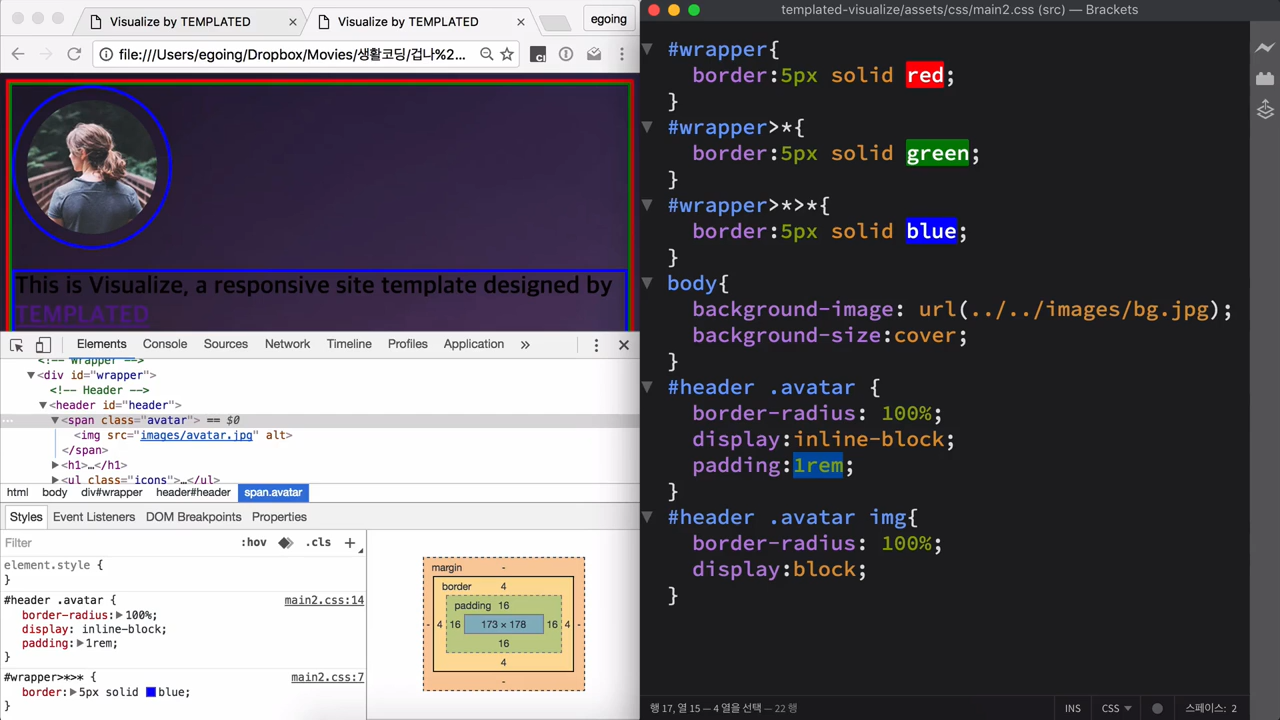 Visualize by TEMPLATED
Visualize by TEMPLATED
egoing
file:///Users/egoing/Dropbox/Movies/생활코딩/겁나%2...
This is Visualize, a responsive site template designed by
TEMPLATED
Elements Console Sources Network Timeline Profiles Application »
<!-- Wrapper -->
▼<div id="wrapper">
<!-- Header -->
▼<header id="header">
▼<span class="avatar"> == $0
<img src="images/avatar.jpg" alt>
</span>
▶<h1>…</h1>
▶<ul class="icons">…</ul>
html body div#wrapper header#header span.avatar
Styles Event Listeners DOM Breakpoints Properties
Filter :hov .cls +
element.style {
}
#header .avatar { main2.css:14
border-radius:▶100%;
display: inline-block;
padding:▶1rem;
}
#wrapper>*>* { main2.css:7
border:▶5px solid blue;
}
margin -
border 4
padding 16
- 4 16 173 × 178 16 4 -
16
4
-
templated-visualize/assets/css/main2.css (src) — Brackets
#wrapper{
border:5px solid red;
}
#wrapper>*{
border:5px solid green;
}
#wrapper>*>*{
border:5px solid blue;
}
body{
background-image: url(../../images/bg.jpg);
background-size:cover;
}
#header .avatar {
border-radius: 100%;
display:inline-block;
padding:1rem;
}
#header .avatar img{
border-radius: 100%;
display:block;
}
행 17, 열 15 — 4 열을 선택 — 22 행 INS CSS 스페이스: 2